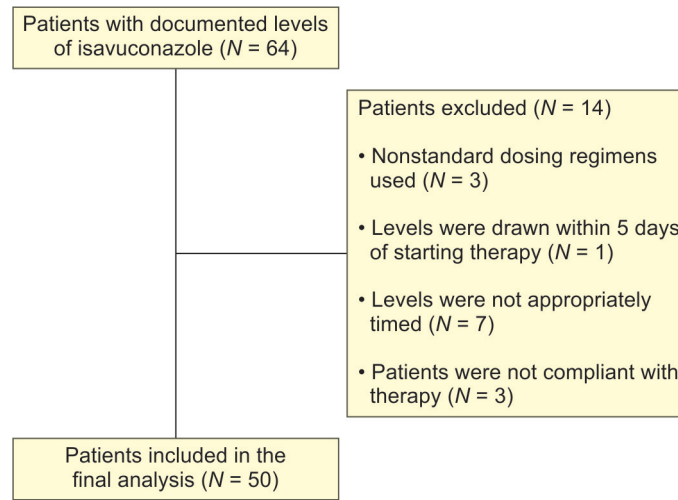 Patients with documented levels
of isavuconazole (N = 64)
Patients excluded (N = 14)
• Nonstandard dosing regimens
used (N = 3)
• Levels were drawn within 5 days
of starting therapy (N = 1)
• Levels were not appropriately
timed (N = 7)
• Patients were not compliant with
therapy (N = 3)
Patients included in the
final analysis (N = 50)